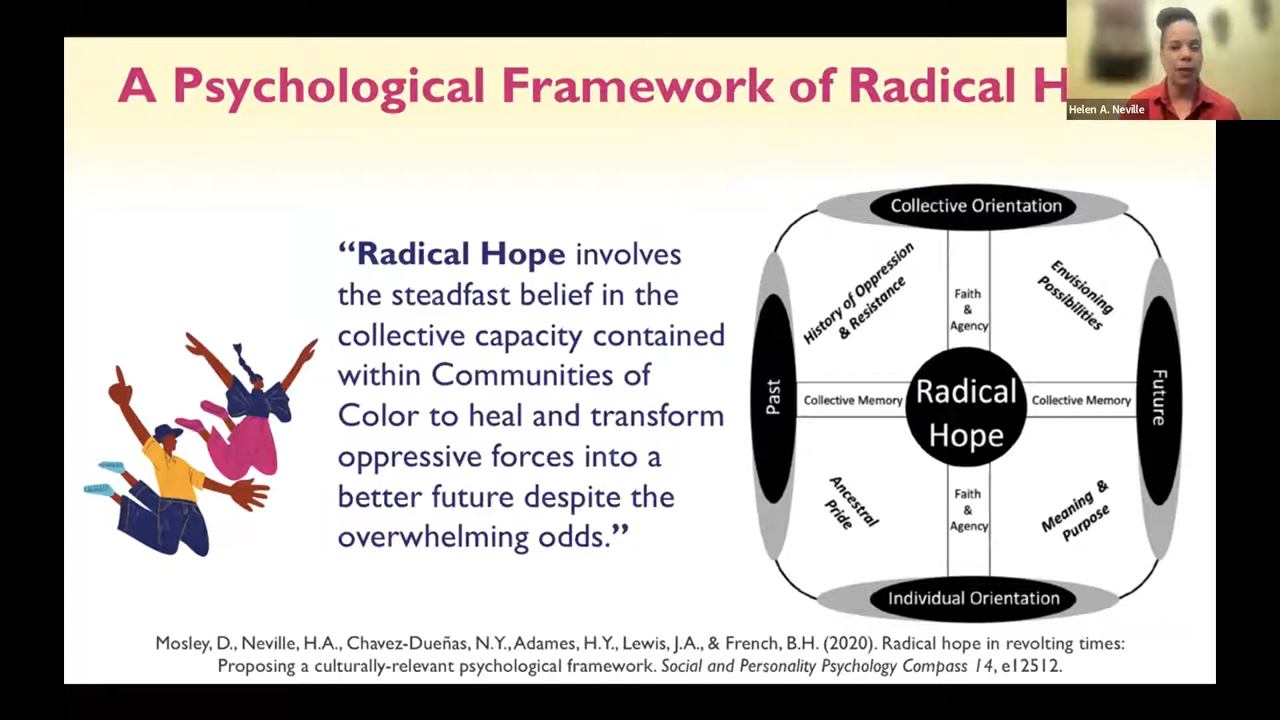 A Psychological Framework of Radical H
Helen A. Neville
“Radical Hope involves
the steadfast belief in the
collective capacity contained
within Communities of
Color to heal and transform
oppressive forces into a
better future despite the
overwhelming odds.”
Collective Orientation
History of Oppression
& Resistance
Faith
&
Agency
Envisioning
Possibilities
Past
Collective Memory
Radical
Hope
Collective Memory
Future
Ancestral
Pride
Faith
&
Agency
Meaning &
Purpose
Individual Orientation
Mosley, D., Neville, H.A., Chavez-Dueñas, N.Y., Adames, H.Y., Lewis, J.A., & French, B.H. (2020). Radical hope in revolting times:
Proposing a culturally-relevant psychological framework. Social and Personality Psychology Compass 14, e12512.